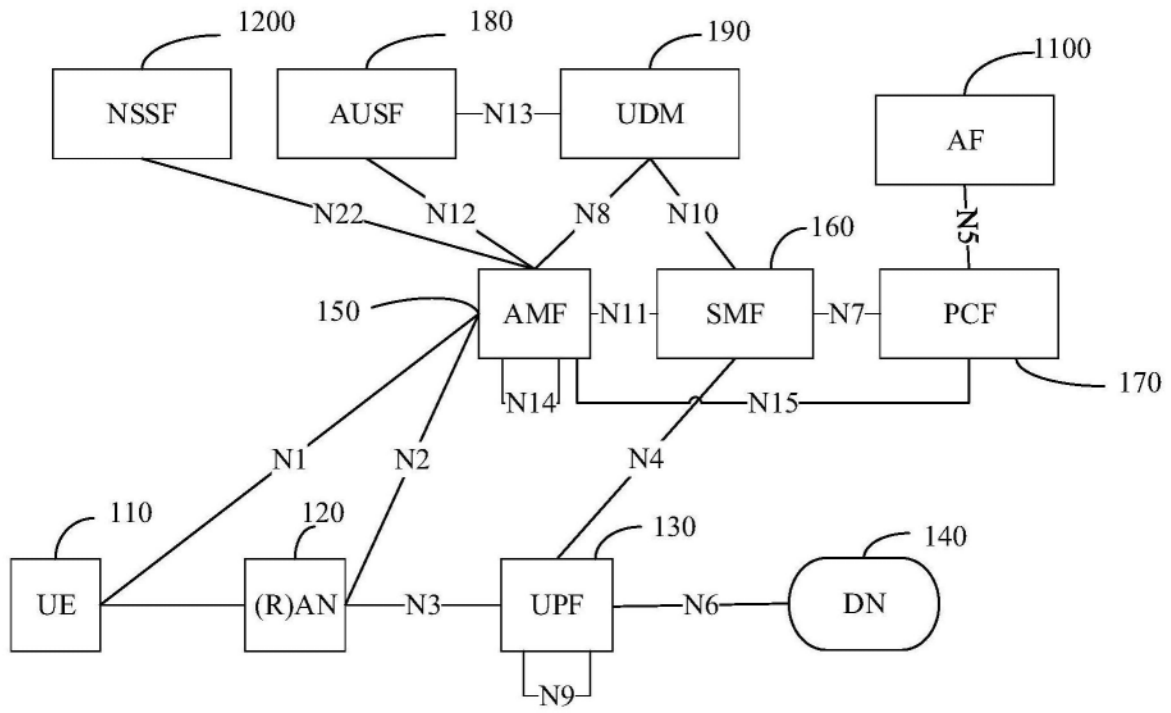 1200
180
190
1100
NSSF
AUSF
N13
UDM
AF
N22
N12
N8
N10
N5
160
150
AMF
N11
SMF
N7
PCF
170
N14
N15
N1
N2
N4
110
120
130
140
UE
(R)AN
N3
UPF
N6
DN
N9